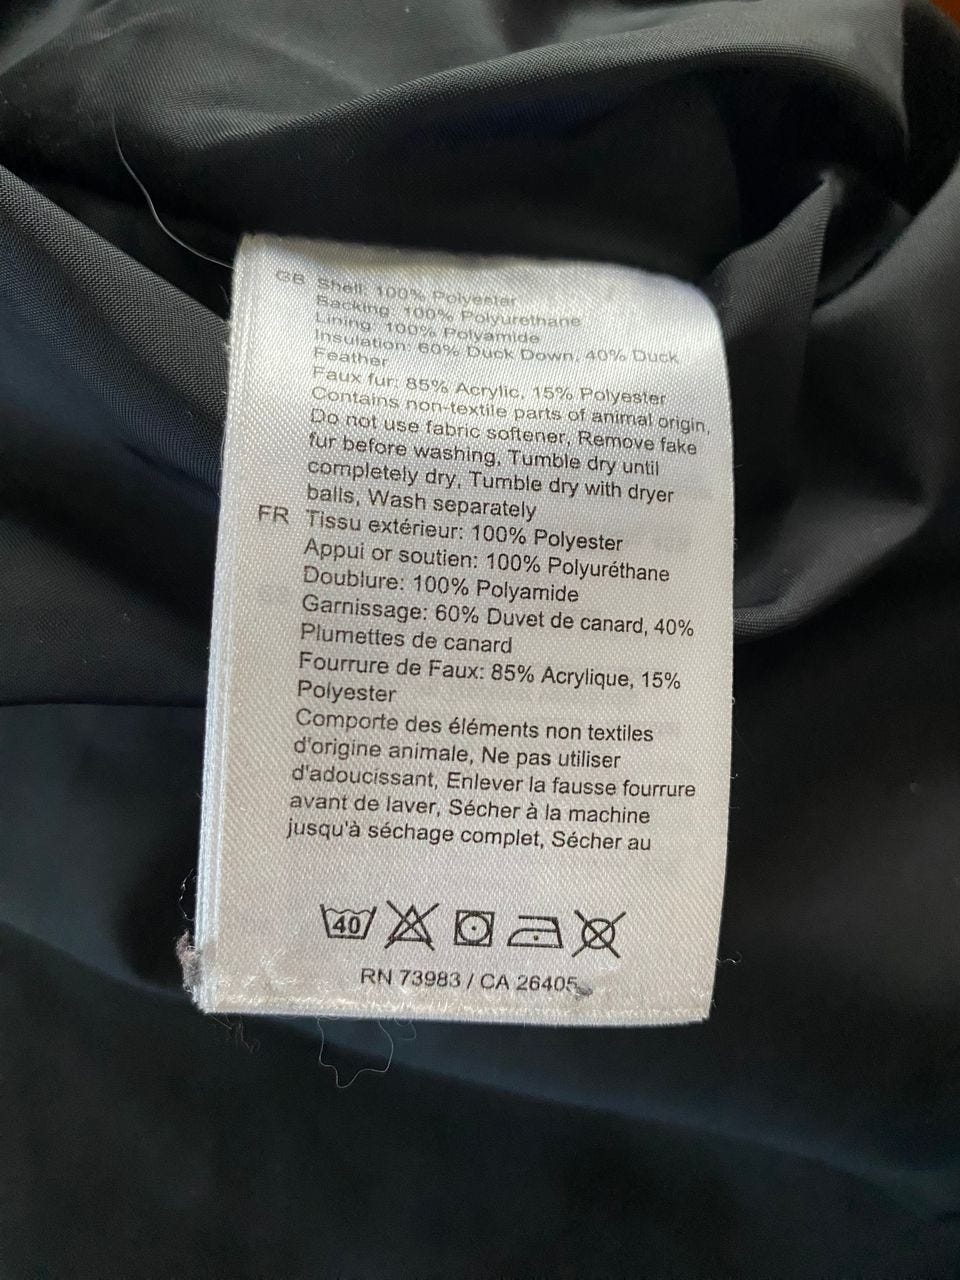 GB Shell: 100% Polyester
Backing: 100% Polyurethane
Lining: 100% Polyamide
Insulation: 60% Duck Down, 40% Duck
Feather
Faux fur: 85% Acrylic, 15% Polyester
Contains non-textile parts of animal origin,
Do not use fabric softener, Remove fake
fur before washing, Tumble dry until
completely dry, Tumble dry with dryer
balls, Wash separately
FR Tissu extérieur: 100% Polyester
Appui or soutien: 100% Polyuréthane
Doublure: 100% Polyamide
Garnissage: 60% Duvet de canard, 40%
Plumettes de canard
Fourrure de Faux: 85% Acrylique, 15%
Polyester
Comporte des éléments non textiles
d'origine animale, Ne pas utiliser
d'adoucissant, Enlever la fausse fourrure
avant de laver, Sécher à la machine
jusqu'à séchage complet, Sécher au
40
RN 73983 / CA 26405